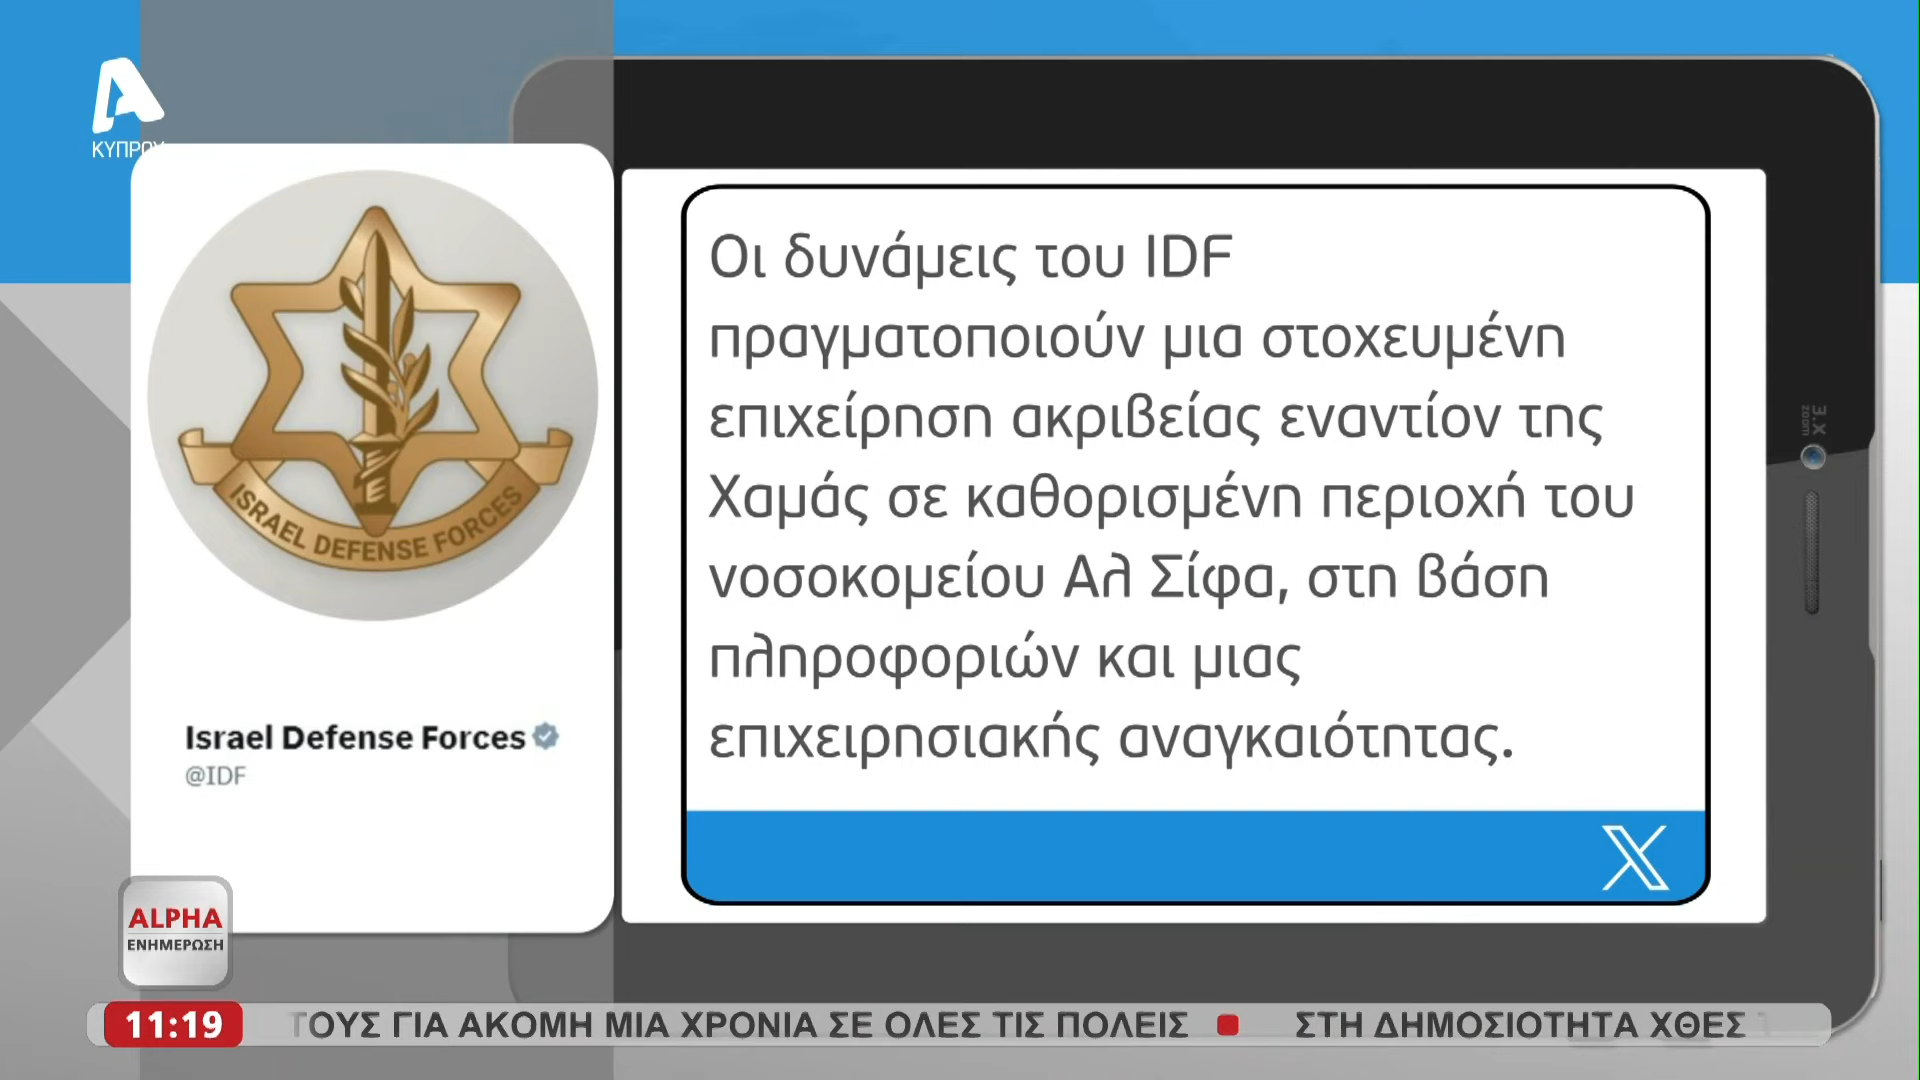 ΚΥΠΡΟΥ
ISRAEL DEFENSE FORCES
Israel Defense Forces
@IDF
Οι δυνάμεις του IDF
πραγματοποιούν μια στοχευμένη
επιχείρηση ακριβείας εναντίον της
Χαμάς σε καθορισμένη περιοχή του
νοσοκομείου Αλ Σίφα, στη βάση
πληροφοριών και μιας
επιχειρησιακής αναγκαιότητας.
ALPHA
ΕΝΗΜΕΡΩΣΗ
11:19 ΤΟΥΣ ΓΙΑ ΑΚΟΜΗ ΜΙΑ ΧΡΟΝΙΑ ΣΕ ΟΛΕΣ ΤΙΣ ΠΟΛΕΙΣ ΣΤΗ ΔΗΜΟΣΙΟΤΗΤΑ ΧΘΕΣ